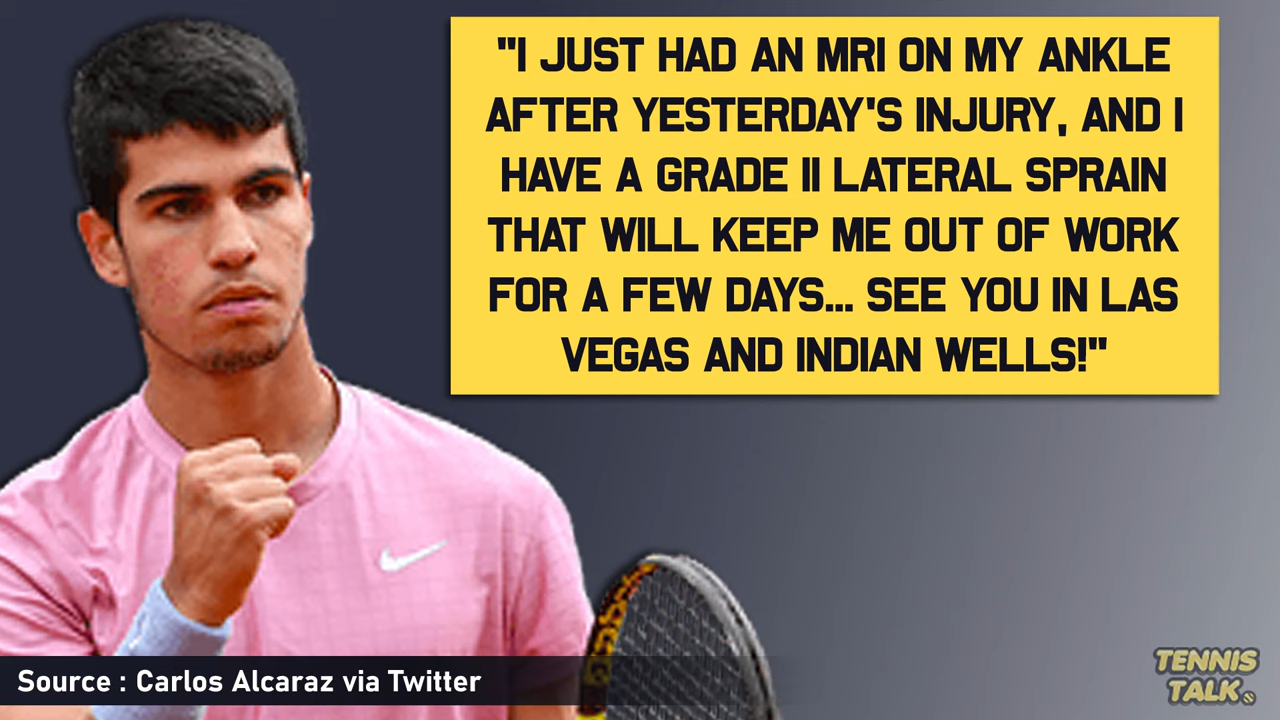 "I JUST HAD AN MRI ON MY ANKLE
AFTER YESTERDAY'S INJURY, AND I
HAVE A GRADE II LATERAL SPRAIN
THAT WILL KEEP ME OUT OF WORK
FOR A FEW DAYS... SEE YOU IN LAS
VEGAS AND INDIAN WELLS!"
Source : Carlos Alcaraz via Twitter
TENNIS
TALK